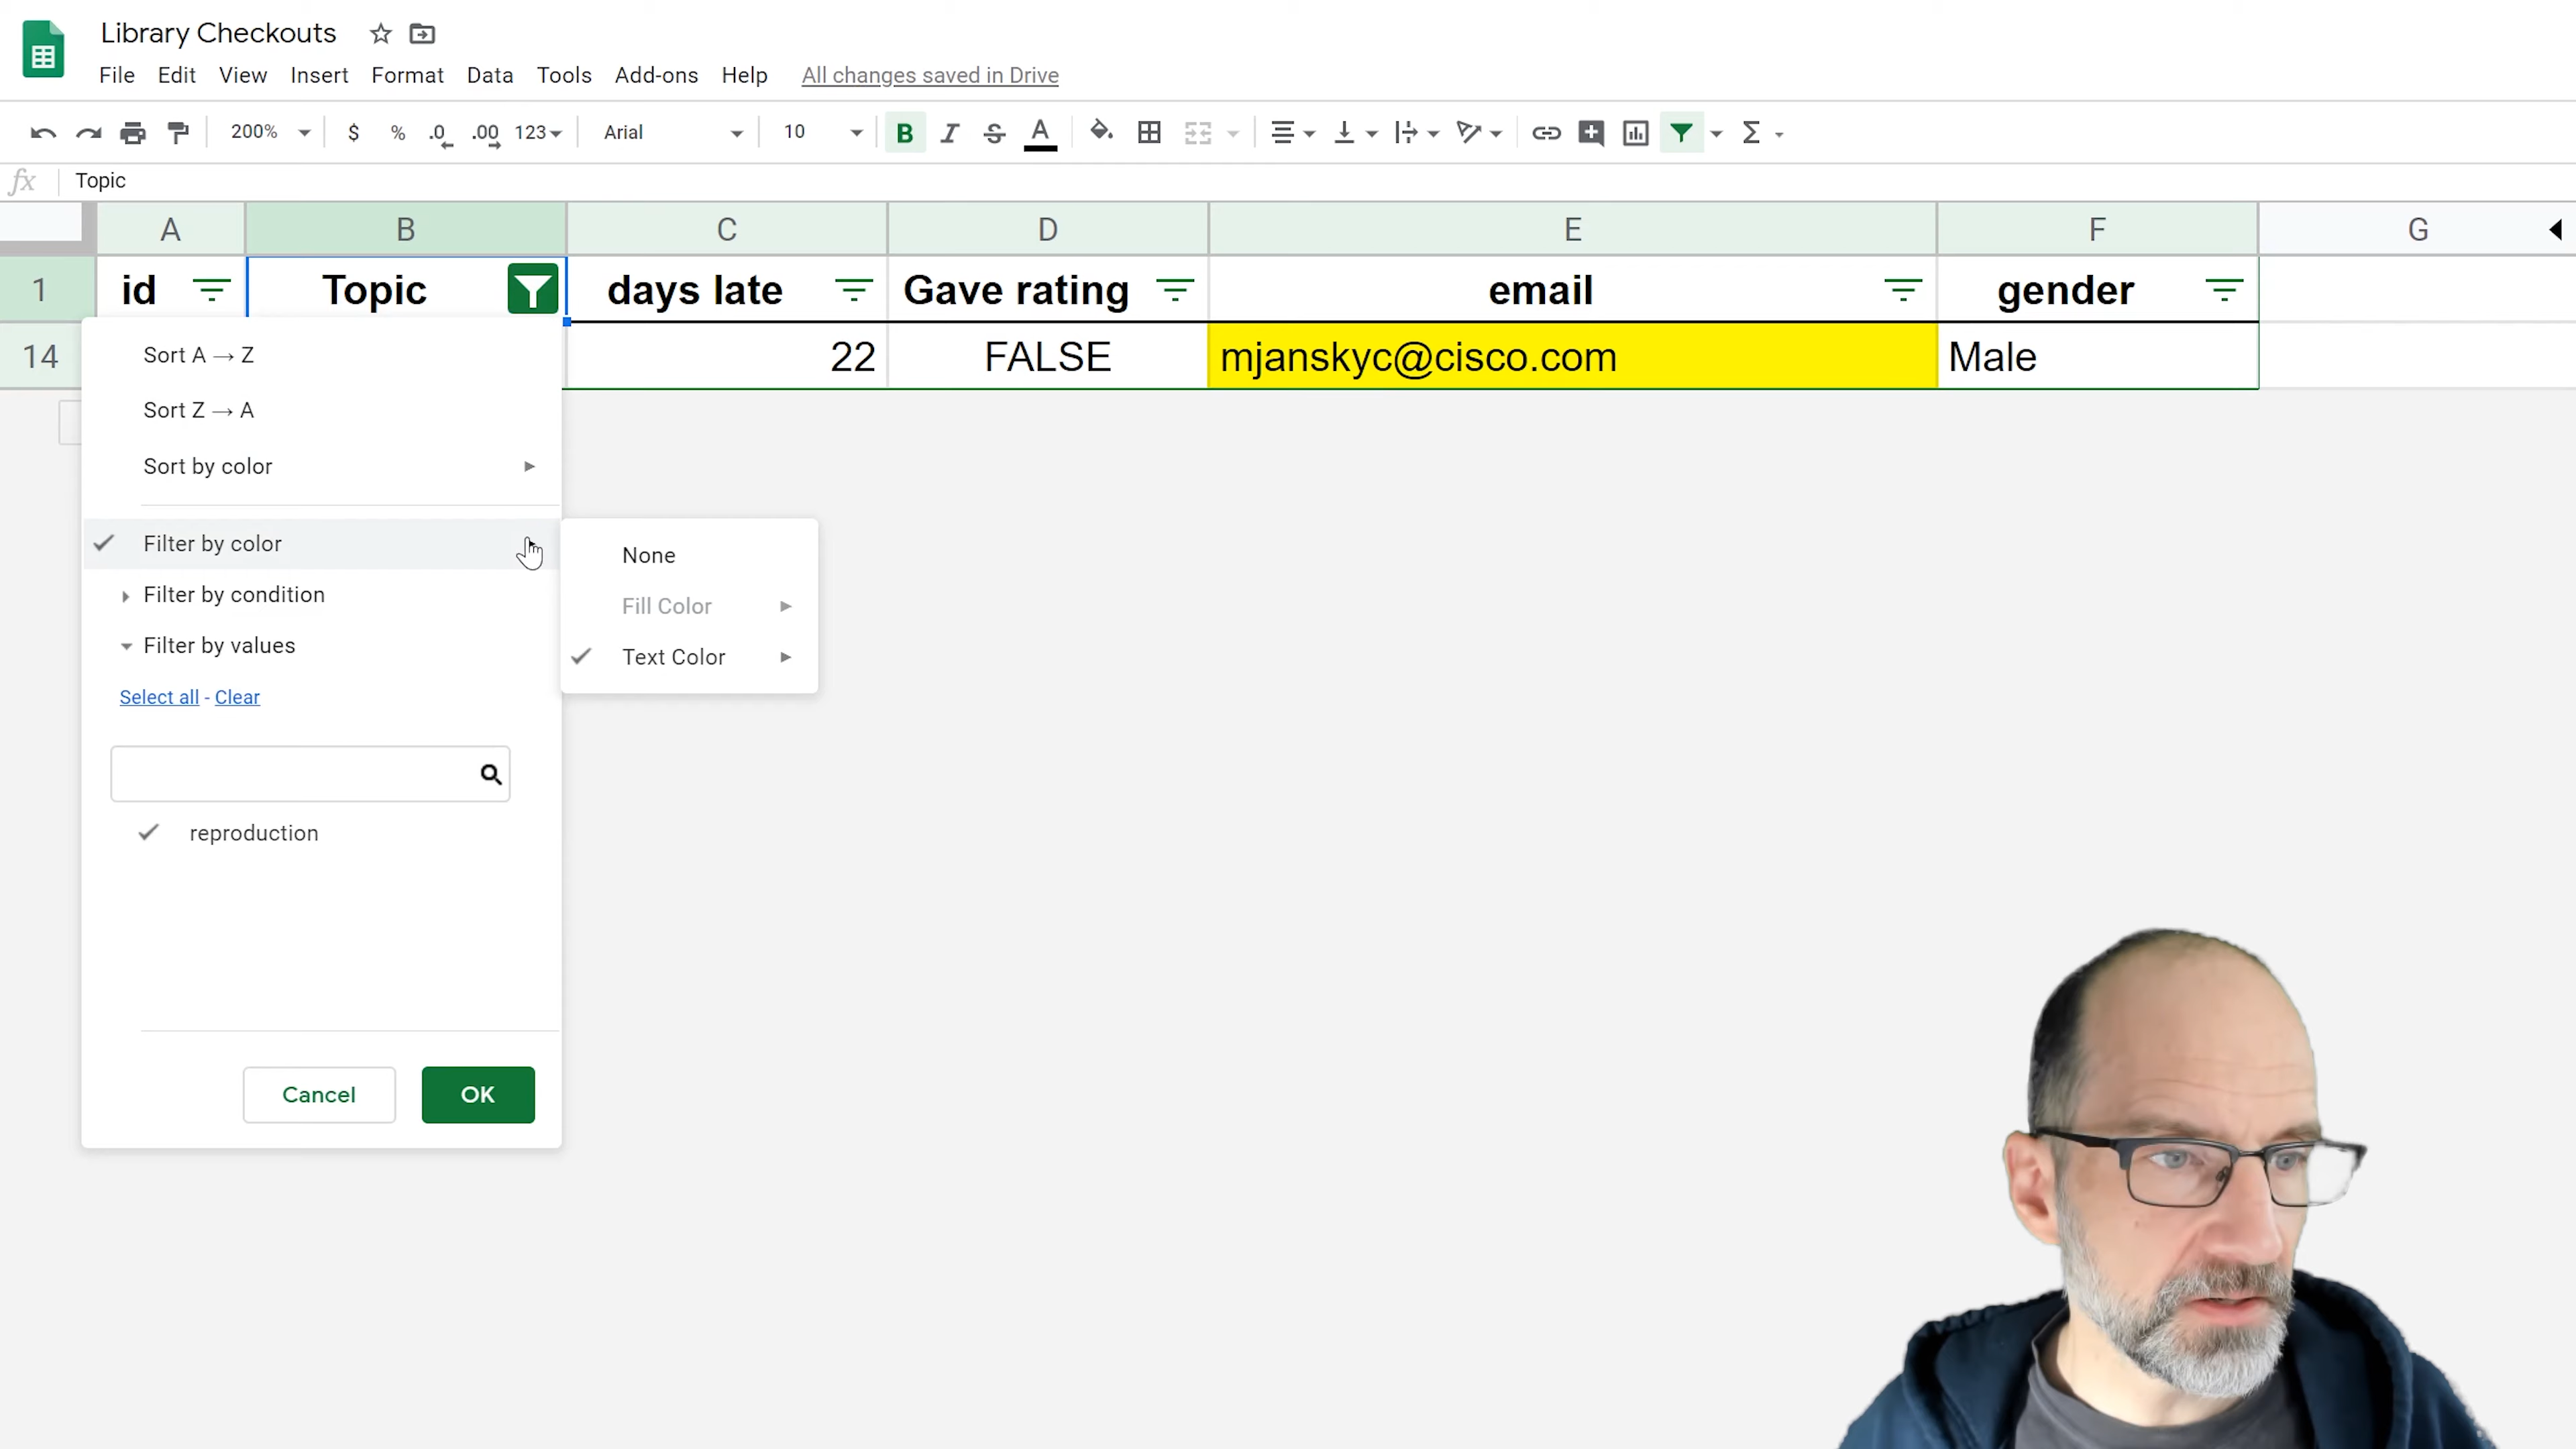 Library Checkouts
File Edit View Insert Format Data Tools Add-ons Help All changes saved in Drive
200% $ % .0 .00 123 Arial 10 B I S A Σ
fx Topic
A B C D E F G
1 id Topic days late Gave rating email gender
14 22 FALSE mjanskyc@cisco.com Male
Sort A → Z
Sort Z → A
Sort by color
Filter by color
None
Filter by condition
Fill Color
Filter by values
Text Color
Select all - Clear
reproduction
Cancel OK